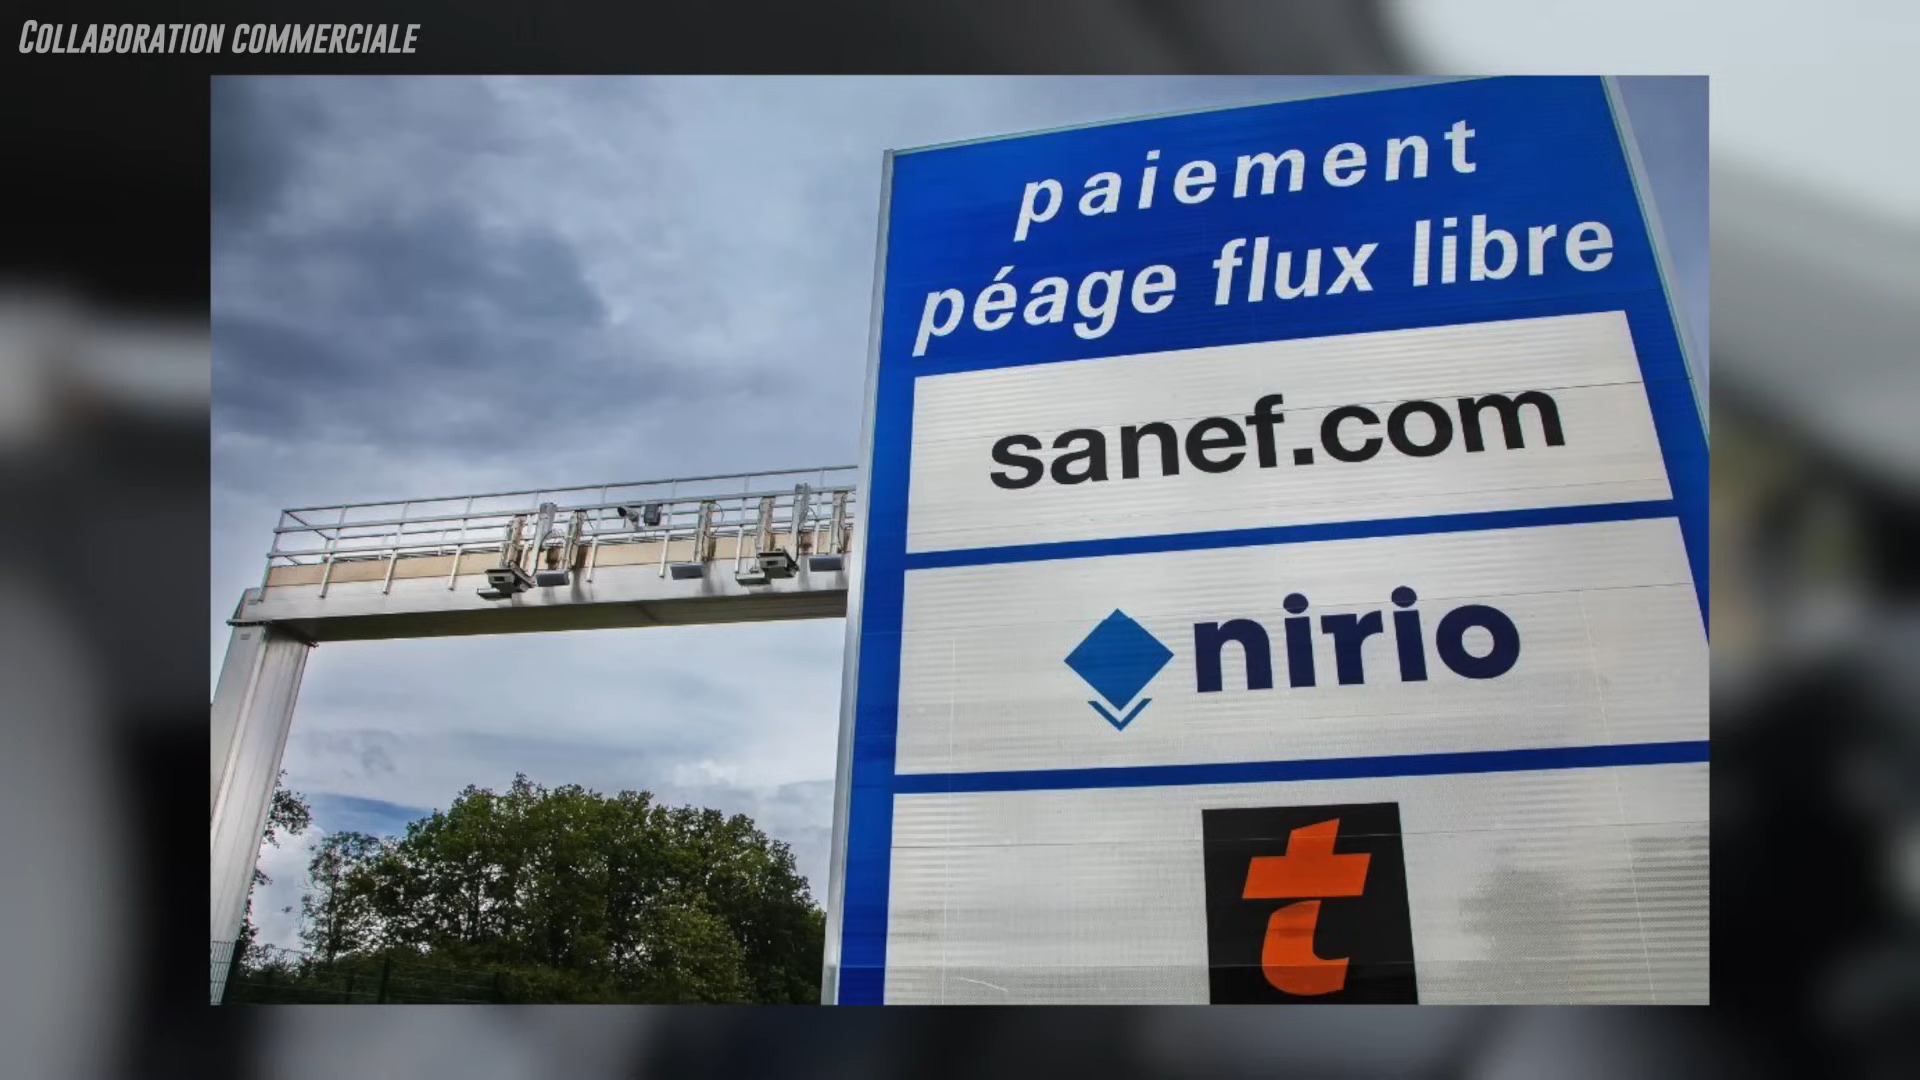 COLLABORATION COMMERCIALE
paiement
péage flux libre
sanef.com
nirio
t